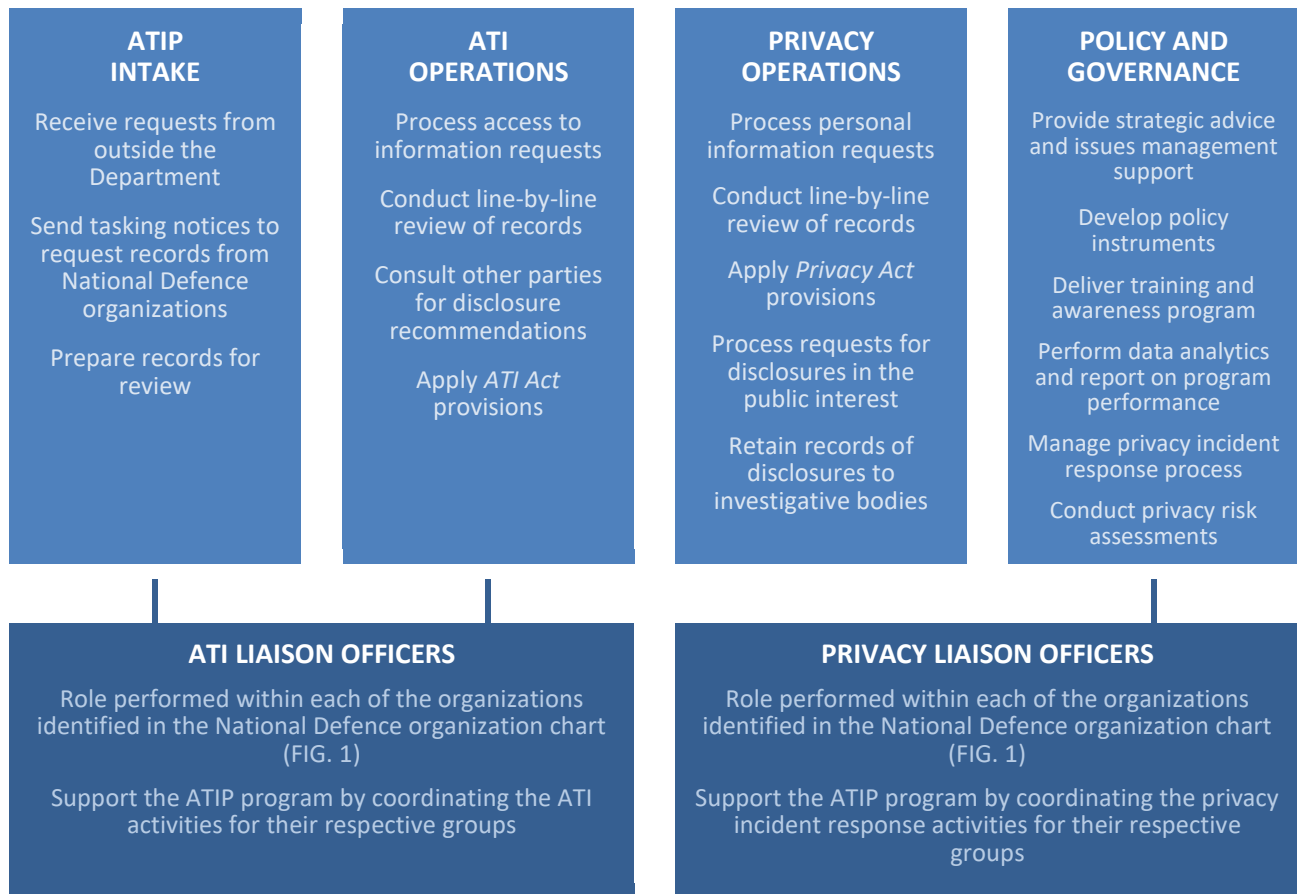 ATIP
INTAKE
Receive requests from
outside the
Department
Send tasking notices to
request records from
National Defence
organizations
Prepare records for
review
ATI
OPERATIONS
Process access to
information requests
Conduct line-by-line
review of records
Consult other parties
for disclosure
recommendations
Apply ATI Act
provisions
PRIVACY
OPERATIONS
Process personal
information requests
Conduct line-by-line
review of records
Apply Privacy Act
provisions
Process requests for
disclosures in the
public interest
Retain records of
disclosures to
investigative bodies
POLICY AND
GOVERNANCE
Provide strategic advice
and issues management
support
Develop policy
instruments
Deliver training and
awareness program
Perform data analytics
and report on program
performance
Manage privacy incident
response process
Conduct privacy risk
assessments
ATI LIAISON OFFICERS
Role performed within each of the organizations
identified in the National Defence organization chart
(FIG. 1)
Support the ATIP program by coordinating the ATI
activities for their respective groups
PRIVACY LIAISON OFFICERS
Role performed within each of the organizations
identified in the National Defence organization chart
(FIG. 1)
Support the ATIP program by coordinating the privacy
incident response activities for their respective
groups